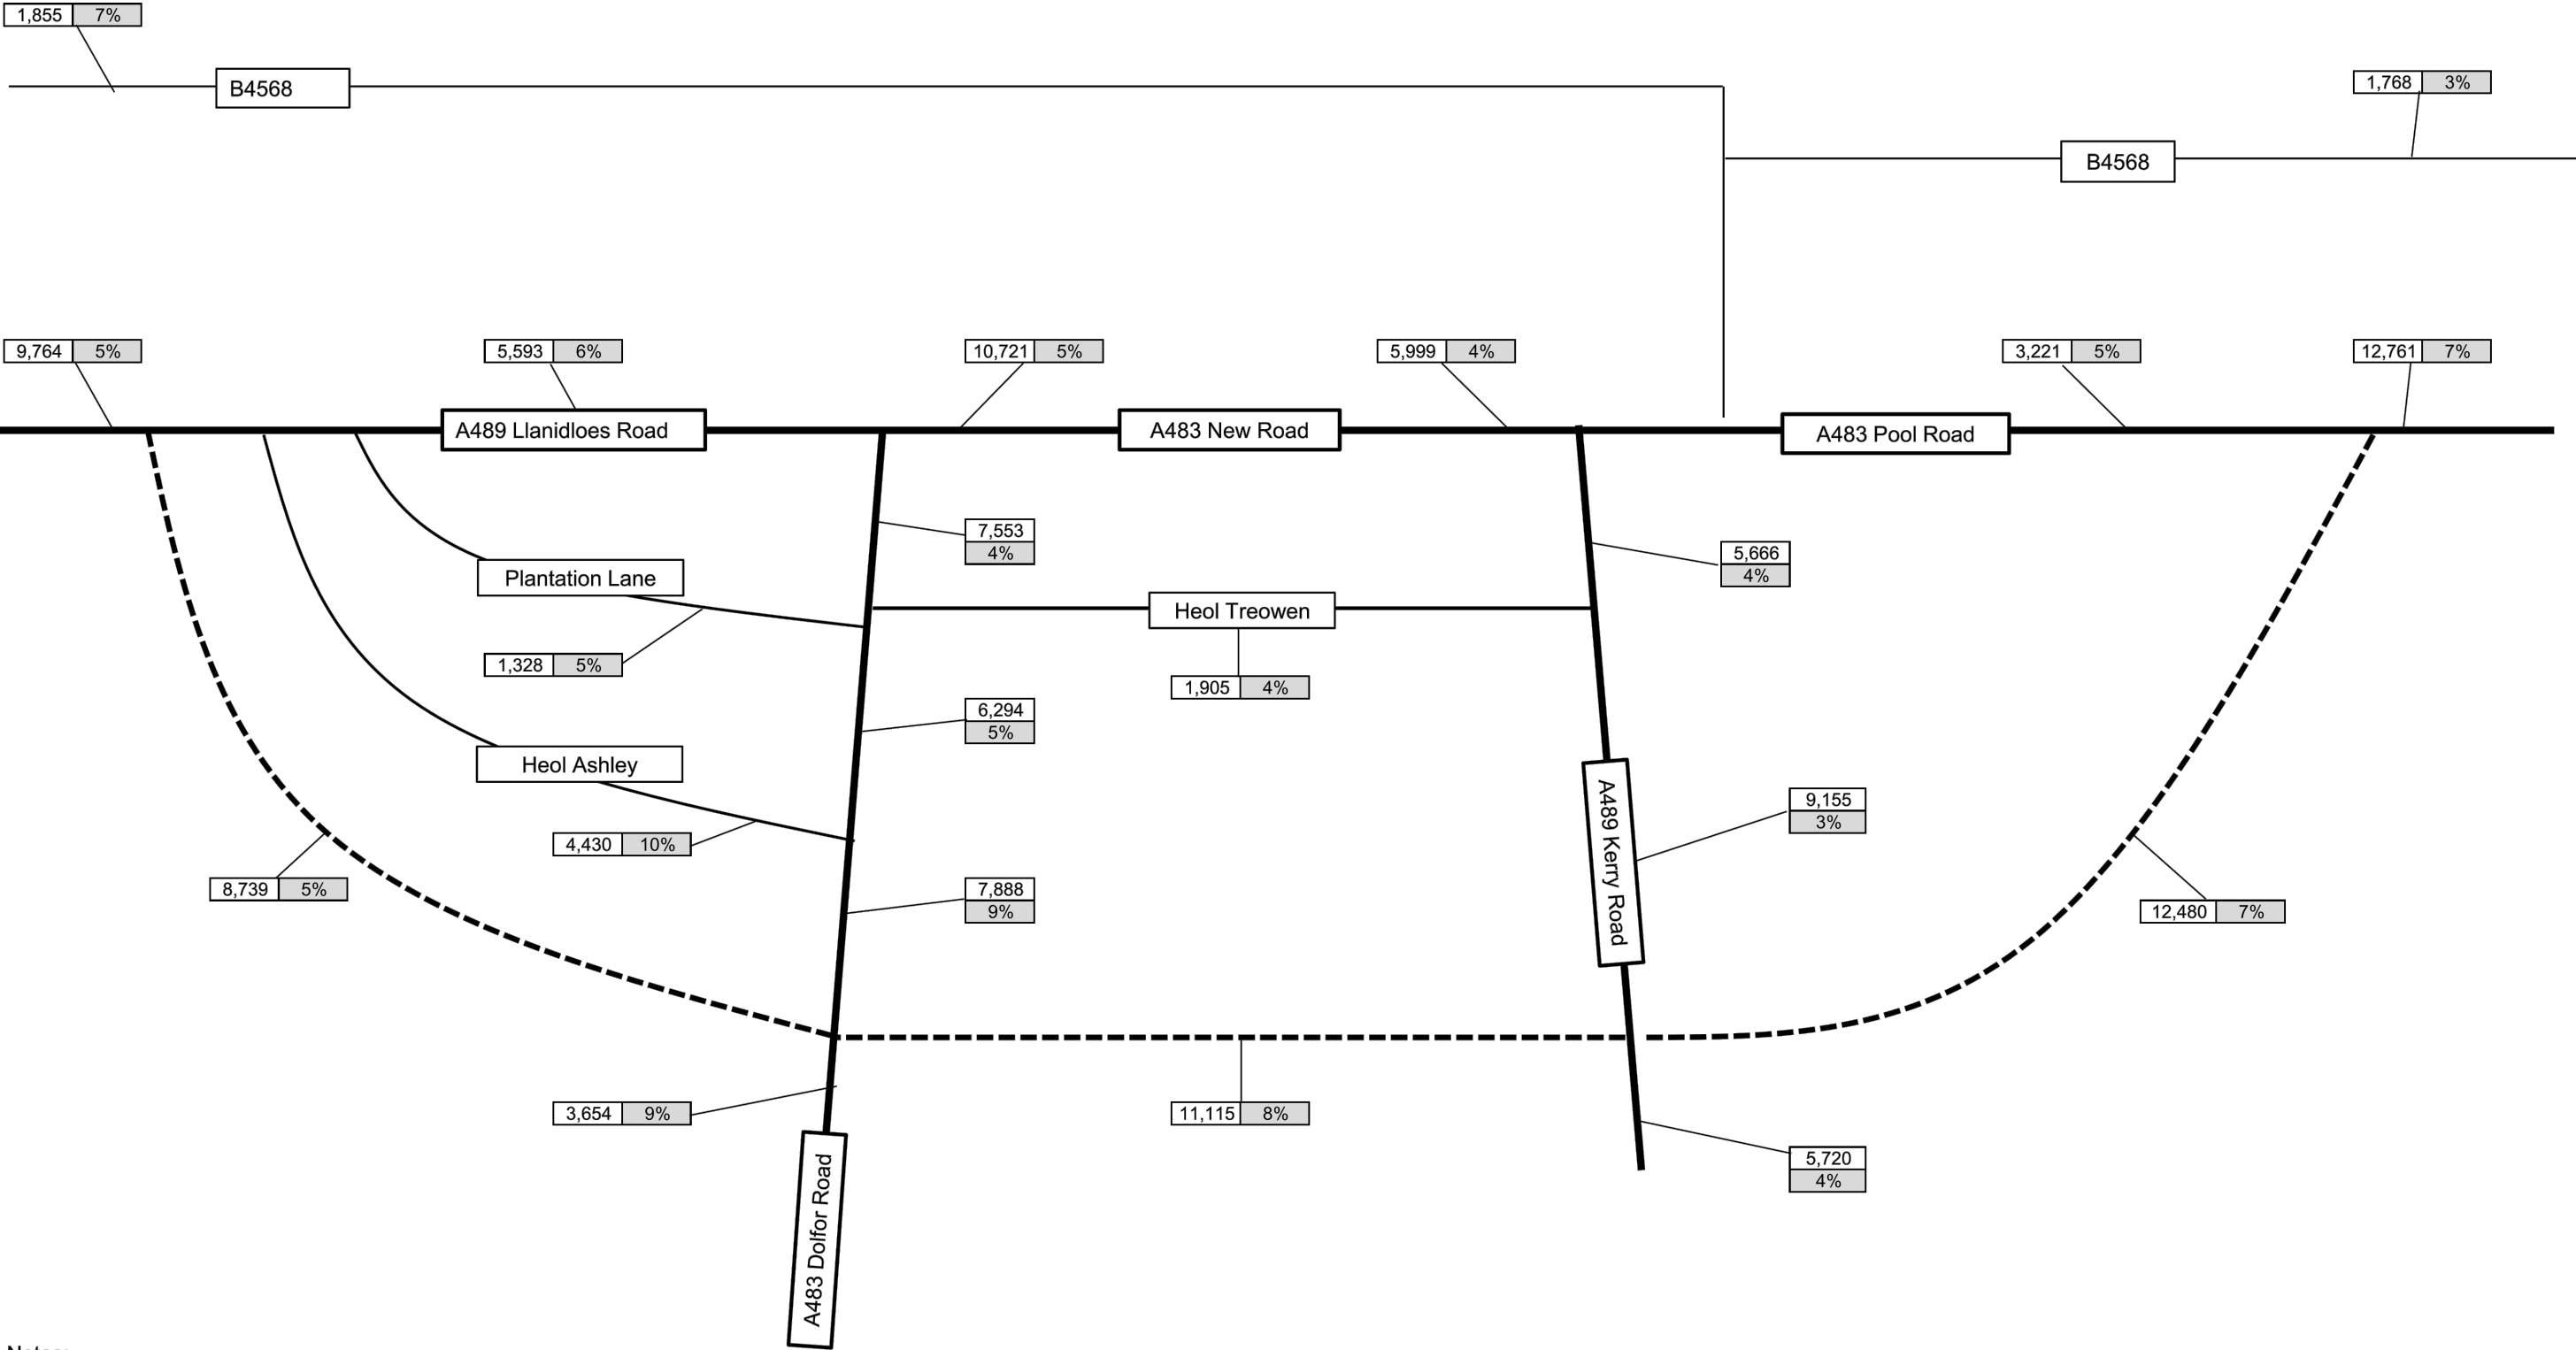 1,855 7%
B4568
1,768 3%
B4568
9,764 5%
5,593 6%
10,721 5%
5,999 4%
3,221 5%
12,761 7%
A489 Llanidloes Road
A483 New Road
A483 Pool Road
7,553
4%
5,666
4%
Plantation Lane
Heol Treowen
1,328 5%
1,905 4%
6,294
5%
Heol Ashley
A489 Kerry Road
9,155
3%
4,430 10%
8,739 5%
7,888
9%
12,480 7%
3,654 9%
11,115 8%
5,720
4%
A483 Dolfor Road